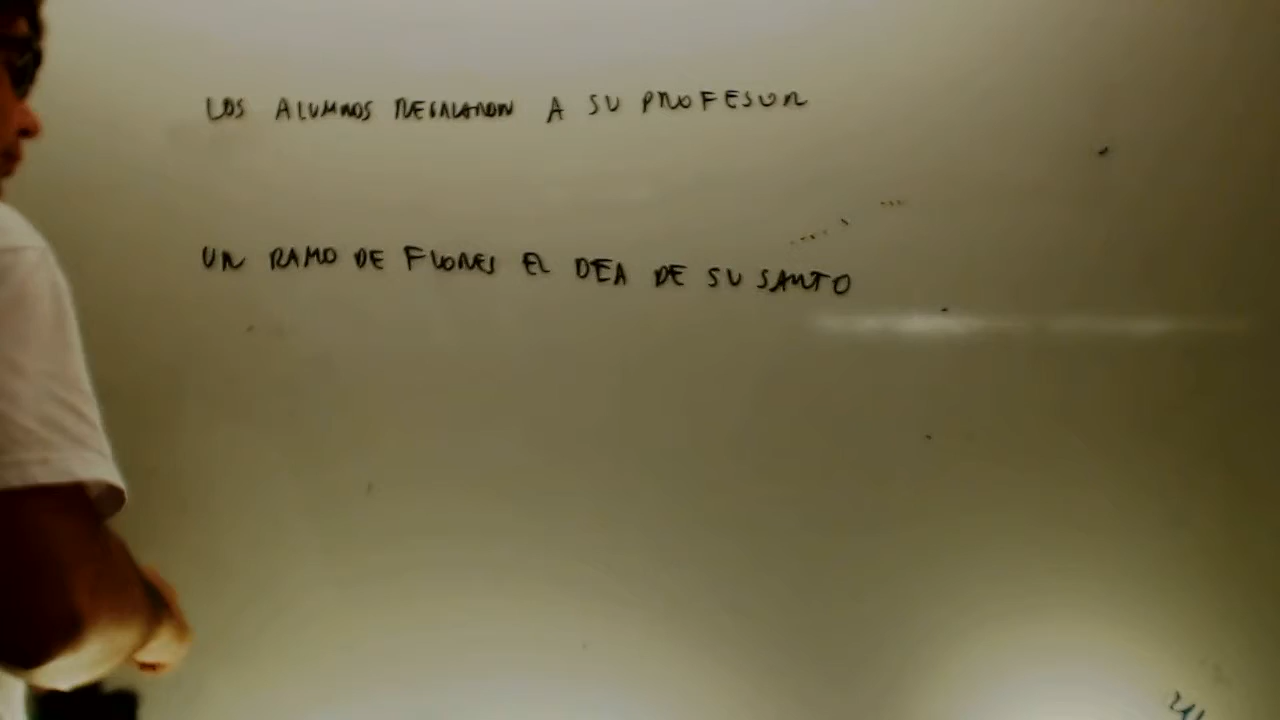 LOS ALUMNOS REGALARON A SU PROFESOR
UN RAMO DE FLORES EL DEA DE SU SANTO